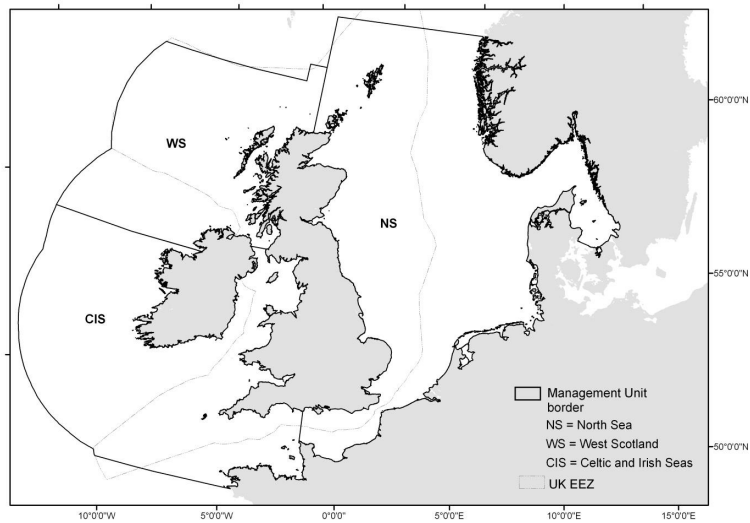 WS
NS
CIS
60°0'0"N
55°0'0"N
50°0'0"N
Management Unit
border
NS = North Sea
WS = West Scotland
CIS = Celtic and Irish Seas
UK EEZ
10°0'0"W
5°0'0"W
0°0'0"
5°0'0"E
10°0'0"E
15°0'0"E